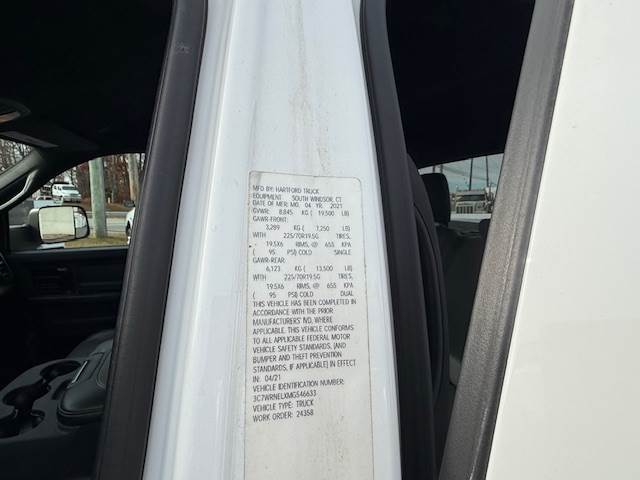 MFD BY: HARTFORD TRUCK
EQUIPMENT SOUTH WINDSOR, CT
DATE OF MFR: MO. 04 YR. 2021
GVWR: 8,845 KG ( 19,500 LB)
GAWR-FRONT:
3,289 KG ( 7,250 LB)
WITH 225/70R19.5G TIRES,
- 19.5X6 RIMS, @ 655 KPA
( 95 PSI) COLD SINGLE
GAWR-REAR:
6,123 KG ( 13,500 LB)
WITH 225/70R19.5G TIRES,
19.5X6 RIMS, @ 655 KPA
( 95 PSI) COLD DUAL
THIS VEHICLE HAS BEEN COMPLETED IN
ACCORDANCE WITH THE PRIOR
MANUFACTURERS' IVD, WHERE
APPLICABLE. THIS VEHICLE CONFORMS
TO ALL APPLICABLE FEDERAL MOTOR
VEHICLE SAFETY STANDARDS, [AND
BUMPER AND THEFT PREVENTION
STANDARDS, IF APPLICABLE] IN EFFECT
IN: 04/21
VEHICLE IDENTIFICATION NUMBER:
3C7WRNELXMG546633
VEHICLE TYPE: TRUCK
WORK ORDER: 24358